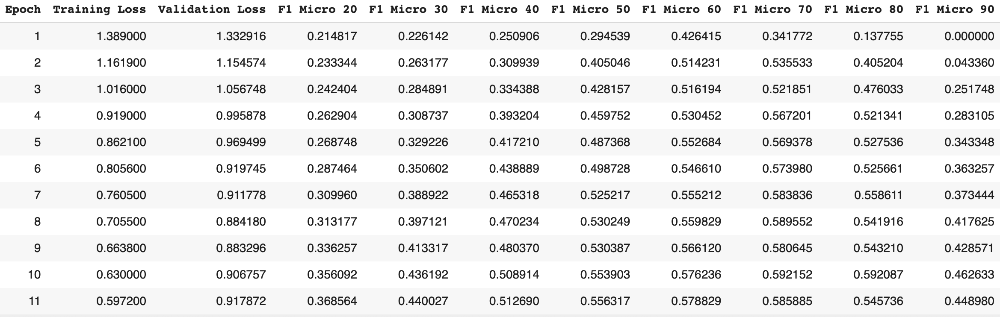 Epoch Training Loss Validation Loss F1 Micro 20 F1 Micro 30 F1 Micro 40 F1 Micro 50 F1 Micro 60 F1 Micro 70 F1 Micro 80 F1 Micro 90
1 1.389000 1.332916 0.214817 0.226142 0.250906 0.294539 0.426415 0.341772 0.137755 0.000000
2 1.161900 1.154574 0.233344 0.263177 0.309939 0.405046 0.514231 0.535533 0.405204 0.043360
3 1.016000 1.056748 0.242404 0.284891 0.334388 0.428157 0.516194 0.521851 0.476033 0.251748
4 0.919000 0.995878 0.262904 0.308737 0.393204 0.459752 0.530452 0.567201 0.521341 0.283105
5 0.862100 0.969499 0.268748 0.329226 0.417210 0.487368 0.552684 0.569378 0.527536 0.343348
6 0.805600 0.919745 0.287464 0.350602 0.438889 0.498728 0.546610 0.573980 0.525661 0.363257
7 0.760500 0.911778 0.309960 0.388922 0.465318 0.525217 0.555212 0.583836 0.558611 0.373444
8 0.705500 0.884180 0.313177 0.397121 0.470234 0.530249 0.559829 0.589552 0.541916 0.417625
9 0.663800 0.883296 0.336257 0.413317 0.480370 0.530387 0.566120 0.580645 0.543210 0.428571
10 0.630000 0.906757 0.356092 0.436192 0.508914 0.553903 0.576236 0.592152 0.592087 0.462633
11 0.597200 0.917872 0.368564 0.440027 0.512690 0.556317 0.578829 0.585885 0.545736 0.448980